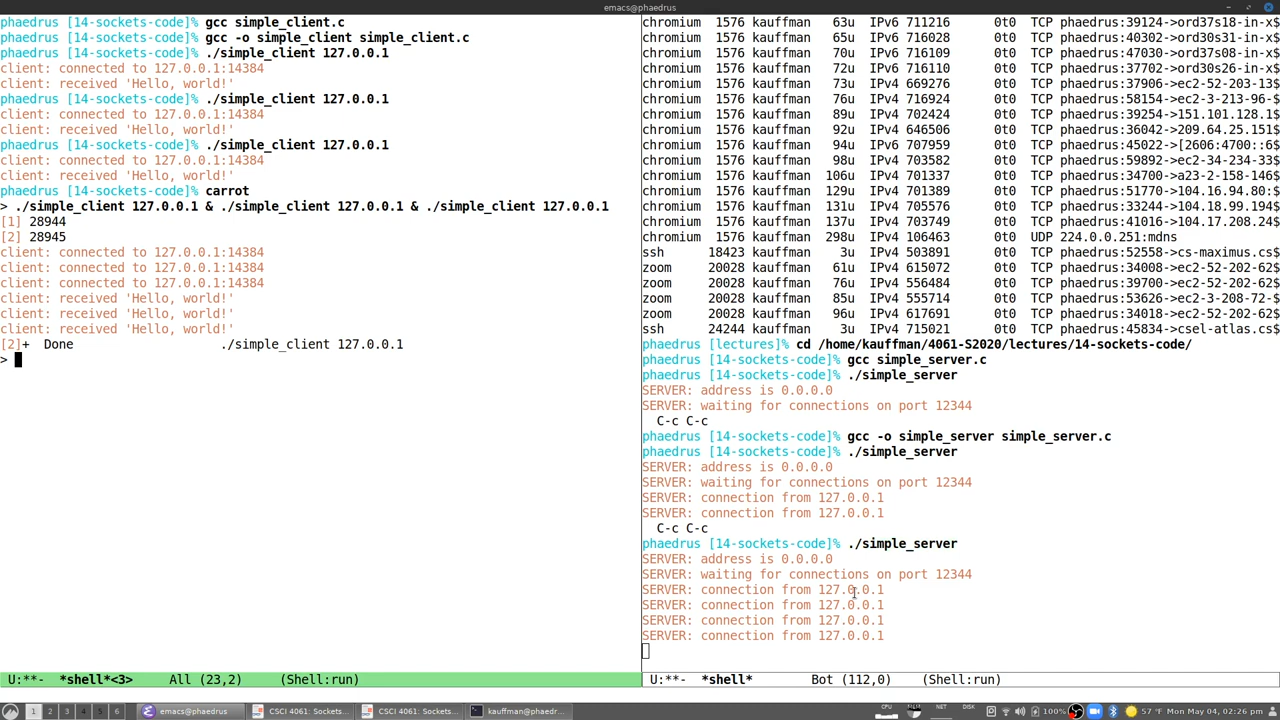 emacs@phaedrus
phaedrus [14-sockets-code]% gcc simple_client.c
phaedrus [14-sockets-code]% gcc -o simple_client simple_client.c
phaedrus [14-sockets-code]% ./simple_client 127.0.0.1
client: connected to 127.0.0.1:14384
client: received 'Hello, world!'
phaedrus [14-sockets-code]% ./simple_client 127.0.0.1
client: connected to 127.0.0.1:14384
client: received 'Hello, world!'
phaedrus [14-sockets-code]% ./simple_client 127.0.0.1
client: connected to 127.0.0.1:14384
client: received 'Hello, world!'
phaedrus [14-sockets-code]% carrot
> ./simple_client 127.0.0.1 & ./simple_client 127.0.0.1 & ./simple_client 127.0.0.1
[1] 28944
[2] 28945
client: connected to 127.0.0.1:14384
client: connected to 127.0.0.1:14384
client: connected to 127.0.0.1:14384
client: received 'Hello, world!'
client: received 'Hello, world!'
client: received 'Hello, world!'
[2]+  Done                    ./simple_client 127.0.0.1
>
U:**-  *shell*<3>     All (23,2)     (Shell:run)
chromium  1576 kauffman   63u  IPv6 711216      0t0  TCP phaedrus:39124->ord37s18-in-x$
chromium  1576 kauffman   65u  IPv6 716028      0t0  TCP phaedrus:40302->ord30s31-in-x$
chromium  1576 kauffman   70u  IPv6 716109      0t0  TCP phaedrus:47030->ord37s08-in-x$
chromium  1576 kauffman   72u  IPv6 716110      0t0  TCP phaedrus:37702->ord30s26-in-x$
chromium  1576 kauffman   73u  IPv4 669276      0t0  TCP phaedrus:37906->ec2-52-203-13$
chromium  1576 kauffman   76u  IPv4 716924      0t0  TCP phaedrus:58154->ec2-3-213-96-$
chromium  1576 kauffman   89u  IPv4 702424      0t0  TCP phaedrus:39254->151.101.128.1$
chromium  1576 kauffman   92u  IPv4 646506      0t0  TCP phaedrus:36042->209.64.25.151$
chromium  1576 kauffman   94u  IPv6 707959      0t0  TCP phaedrus:45022->[2606:4700::6$
chromium  1576 kauffman   98u  IPv4 703582      0t0  TCP phaedrus:59892->ec2-34-234-33$
chromium  1576 kauffman  106u  IPv4 701337      0t0  TCP phaedrus:34700->a23-2-158-146$
chromium  1576 kauffman  129u  IPv4 701389      0t0  TCP phaedrus:51770->104.16.94.80:$
chromium  1576 kauffman  131u  IPv4 705576      0t0  TCP phaedrus:33244->104.18.99.194$
chromium  1576 kauffman  137u  IPv4 703749      0t0  TCP phaedrus:41016->104.17.208.24$
chromium  1576 kauffman  298u  IPv4 106463      0t0  UDP 224.0.0.251:mdns
ssh      18423 kauffman    3u  IPv4 503891      0t0  TCP phaedrus:52558->cs-maximus.cs$
zoom     20028 kauffman   61u  IPv4 615072      0t0  TCP phaedrus:34008->ec2-52-202-62$
zoom     20028 kauffman   76u  IPv4 556484      0t0  TCP phaedrus:39700->ec2-52-202-62$
zoom     20028 kauffman   85u  IPv4 555714      0t0  TCP phaedrus:53626->ec2-3-208-72-$
zoom     20028 kauffman   96u  IPv4 617691      0t0  TCP phaedrus:34018->ec2-52-202-62$
ssh      24244 kauffman    3u  IPv4 715021      0t0  TCP phaedrus:45834->csel-atlas.cs$
phaedrus [lectures]% cd /home/kauffman/4061-S2020/lectures/14-sockets-code/
phaedrus [14-sockets-code]% gcc simple_server.c
phaedrus [14-sockets-code]% ./simple_server
SERVER: address is 0.0.0.0
SERVER: waiting for connections on port 12344
  C-c C-c
phaedrus [14-sockets-code]% gcc -o simple_server simple_server.c
phaedrus [14-sockets-code]% ./simple_server
SERVER: address is 0.0.0.0
SERVER: waiting for connections on port 12344
SERVER: connection from 127.0.0.1
SERVER: connection from 127.0.0.1
  C-c C-c
phaedrus [14-sockets-code]% ./simple_server
SERVER: address is 0.0.0.0
SERVER: waiting for connections on port 12344
SERVER: connection from 127.0.0.1
SERVER: connection from 127.0.0.1
SERVER: connection from 127.0.0.1
SERVER: connection from 127.0.0.1
U:**-  *shell*        Bot (112,0)    (Shell:run)
1 2 3 4 5 6 emacs@phaedrus CSCI 4061: Sockets... CSCI 4061: Sockets... kauffman@phaedr... CPU NET DISK 100% 57 °F Mon May 04, 02:26 pm